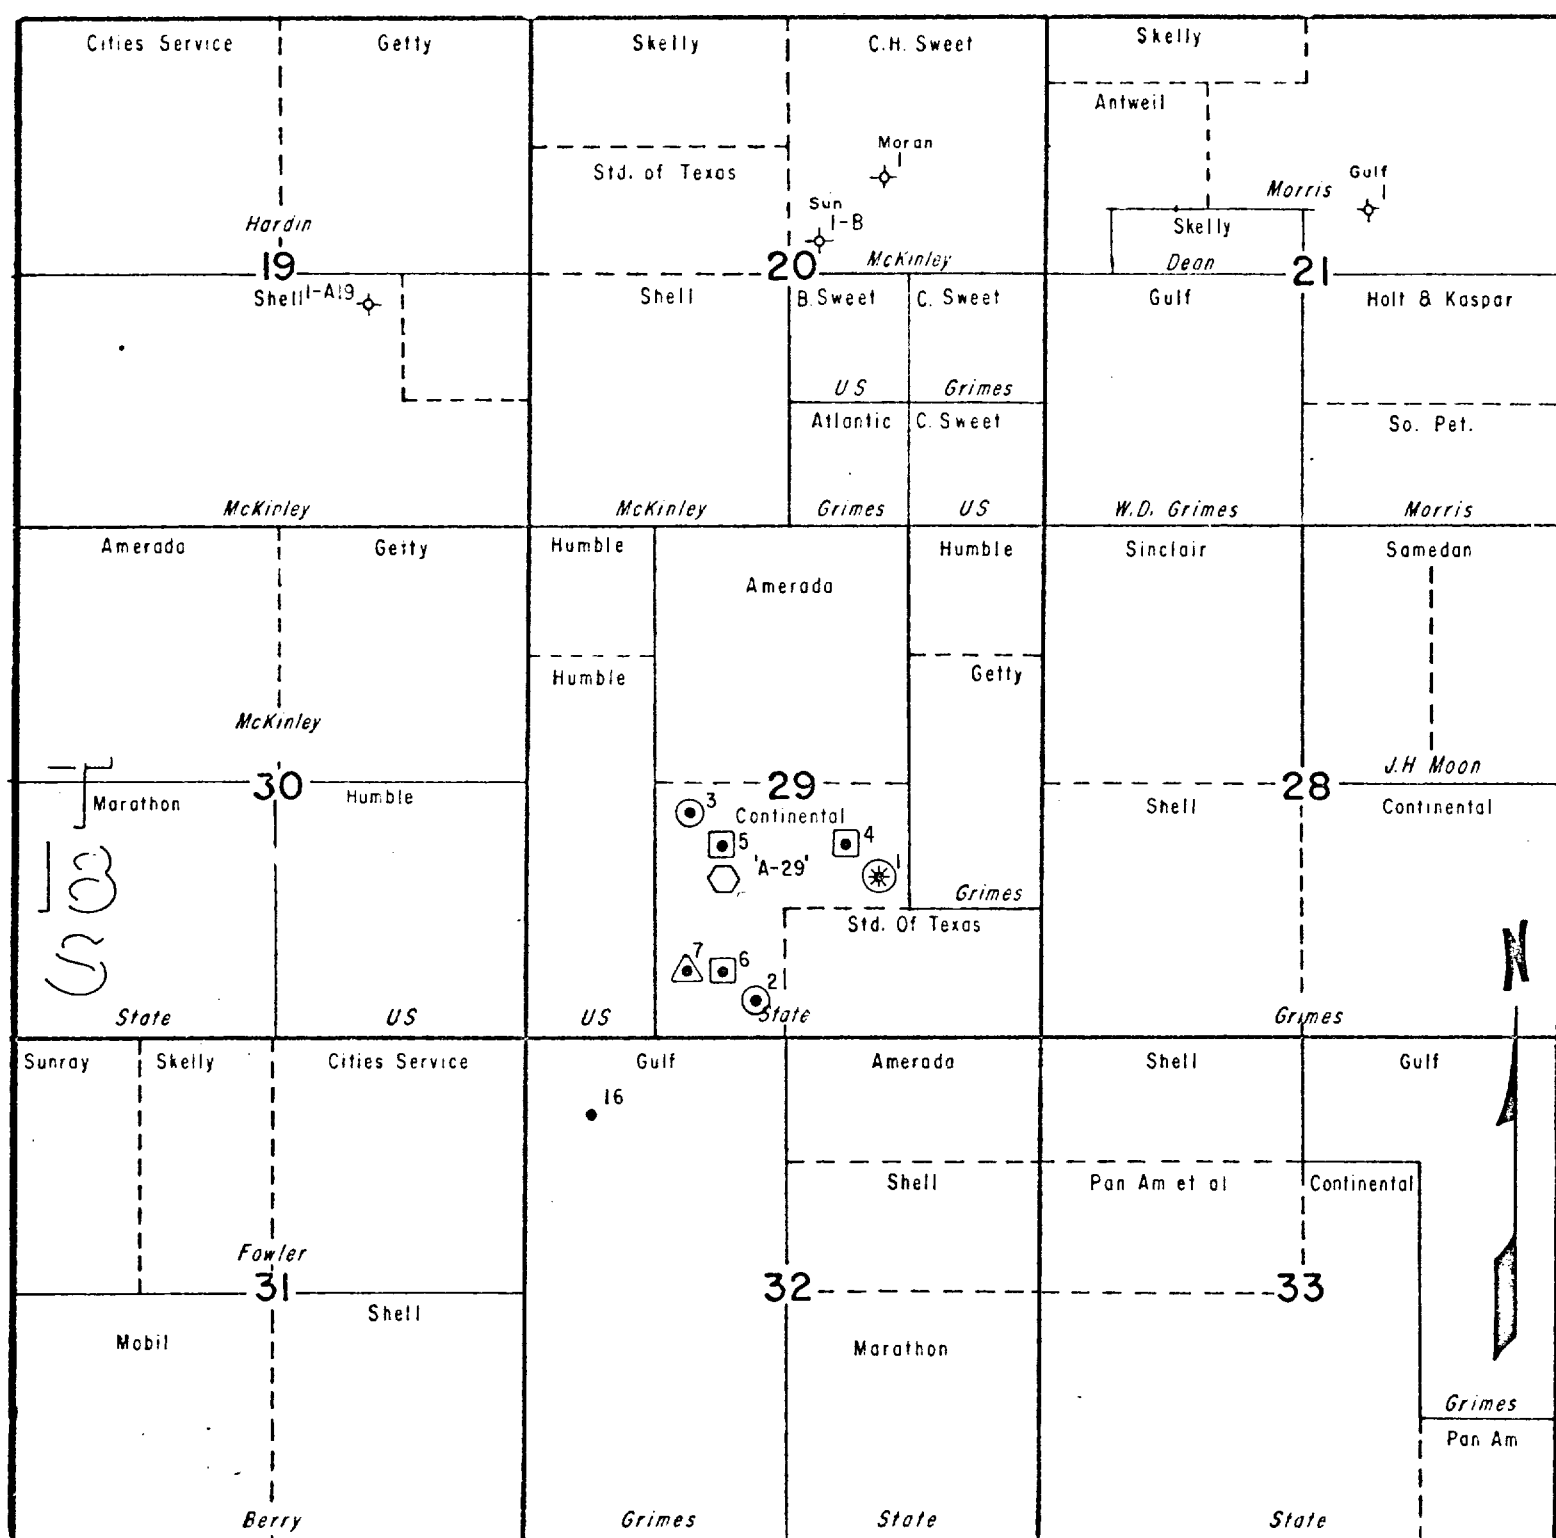 Cities Service
Getty
Skelly
C.H. Sweet
Skelly
Antweil
Std. of Texas
Moran
1
Sun
1-B
Morris
Gulf
1
Hardin
19
20
McKinley
Skelly
Dean
21
Shell 1-A19
Shell
B. Sweet
C. Sweet
Gulf
Holt & Kaspar
US
Grimes
Atlantic
C. Sweet
So. Pet.
McKinley
McKinley
Grimes
US
W.D. Grimes
Morris
Amerada
Getty
Humble
Amerada
Humble
Sinclair
Samedan
Humble
Getty
McKinley
30
29
28
J.H Moon
T
18
S
Marathon
Humble
3
Continental
5
4
'A-29'
1
Shell
Continental
Grimes
Std. Of Texas
7
6
2
State
US
US
State
Grimes
N
Sunray
Skelly
Cities Service
Gulf
Amerada
Shell
Gulf
16
Shell
Pan Am et al
Continental
Fowler
31
32
33
Mobil
Shell
Marathon
Grimes
Pan Am
Berry
Grimes
State
State